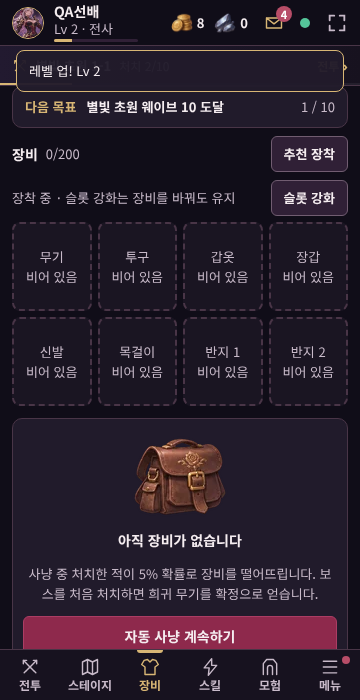 QA선배
Lv 2 · 전사
8
0
4
레벨 업! Lv 2
다음 목표 별빛 초원 웨이브 10 도달 1 / 10
장비 0/200
추천 장착
장착 중 · 슬롯 강화는 장비를 바꿔도 유지
슬롯 강화
무기
비어 있음
투구
비어 있음
갑옷
비어 있음
장갑
비어 있음
신발
비어 있음
목걸이
비어 있음
반지 1
비어 있음
반지 2
비어 있음
아직 장비가 없습니다
사냥 중 처치한 적이 5% 확률로 장비를 떨어뜨립니다. 보
스를 처음 처치하면 희귀 무기를 확정으로 얻습니다.
자동 사냥 계속하기
전투
스테이지
장비
스킬
모험
메뉴